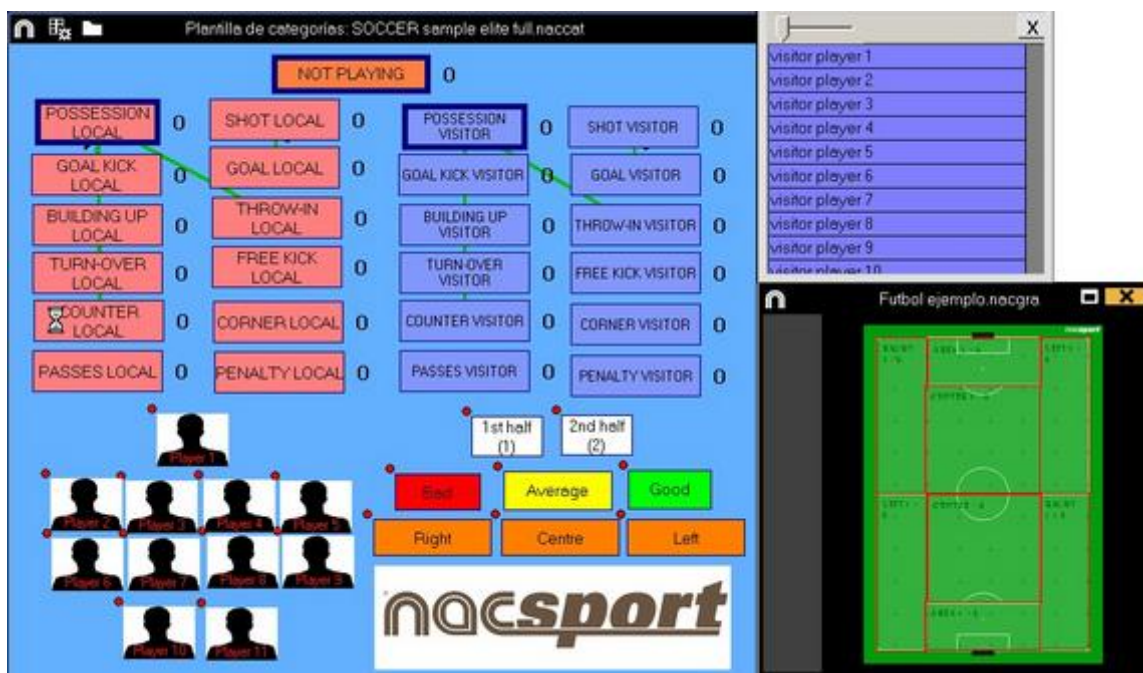 Plantilla de categorias: SOCCER sample elite full.naccat
NOT PLAYING 0
POSSESSION LOCAL 0
SHOT LOCAL 0
POSSESSION VISITOR 0
SHOT VISITOR 0
GOAL KICK LOCAL 0
GOAL LOCAL 0
GOAL KICK VISITOR 0
GOAL VISITOR 0
BUILDING UP LOCAL 0
THROW-IN LOCAL 0
BUILDING UP VISITOR 0
THROW-IN VISITOR 0
TURN-OVER LOCAL 0
FREE KICK LOCAL 0
TURN-OVER VISITOR 0
FREE KICK VISITOR 0
COUNTER LOCAL 0
CORNER LOCAL 0
COUNTER VISITOR 0
CORNER VISITOR 0
PASSES LOCAL 0
PENALTY LOCAL 0
PASSES VISITOR 0
PENALTY VISITOR 0
1st half
(1)
2nd half
(2)
Player 1
Bad
Average
Good
Player 2
Player 3
Player 4
Player 5
Right
Centre
Left
Player 6
Player 7
Player 8
Player 9
Player 10
Player 11
nacsport
X
visitor player 1
visitor player 2
visitor player 3
visitor player 4
visitor player 5
visitor player 6
visitor player 7
visitor player 8
visitor player 9
visitor player 10
Futbol ejemplo.nacgra
X
nacsport